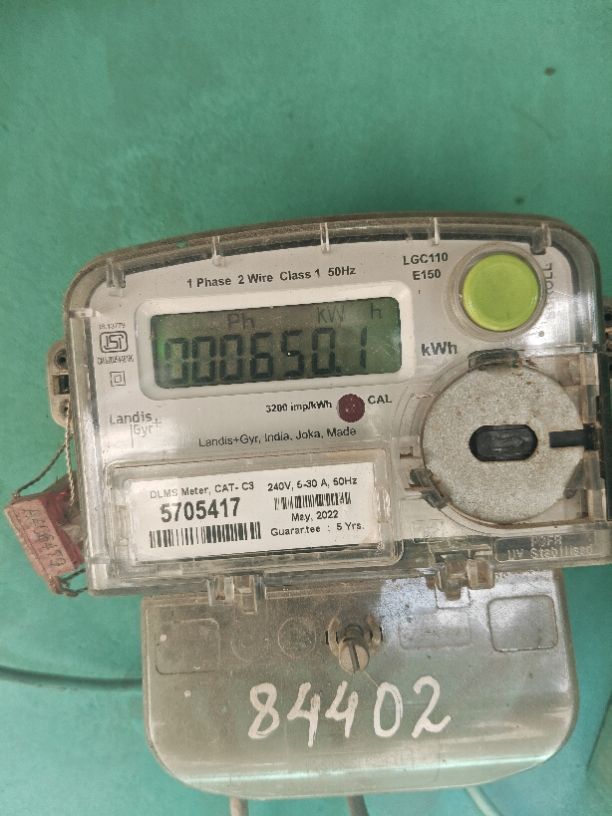 1 Phase 2 Wire Class 1 50Hz
LGC110
E150
Ph KW h
000650.1
kWh
3200 imp/kWh
CAL
Landis
Gyr+
Landis+Gyr, India, Joka, Made
DLMS Meter, CAT- C3
5705417
240V, 5-30 A, 50Hz
May, 2022
Guarantee : 5 Yrs.
UV Stabilised
84402